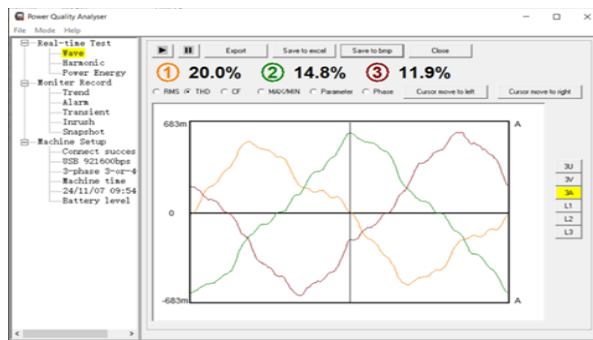 Power Quality Analyser
File Mode Help
Real-time Test
Wave
Harmonic
Power Energy
Moniter Record
Trend
Alarm
Transient
Inrush
Snapshot
Machine Setup
Connect succes
USB 921600bps
3-phase 3-or-4
Machine time
24/11/07 09:54
Battery level
Export Save to excel Save to bmp Close
1 20.0% 2 14.8% 3 11.9%
RMS THD CF MAX/MIN Parameter Phase Cursor move to left Cursor move to right
683m A
0
-683m A
3U
3V
3A
L1
L2
L3